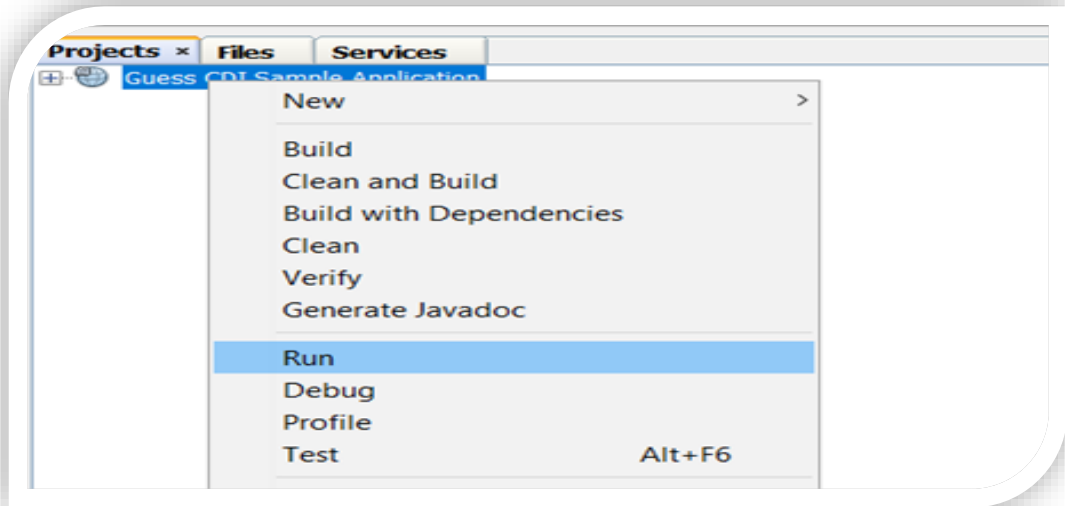 Projects × Files Services
Guess CDI Sample Application
New >
Build
Clean and Build
Build with Dependencies
Clean
Verify
Generate Javadoc
Run
Debug
Profile
Test Alt+F6